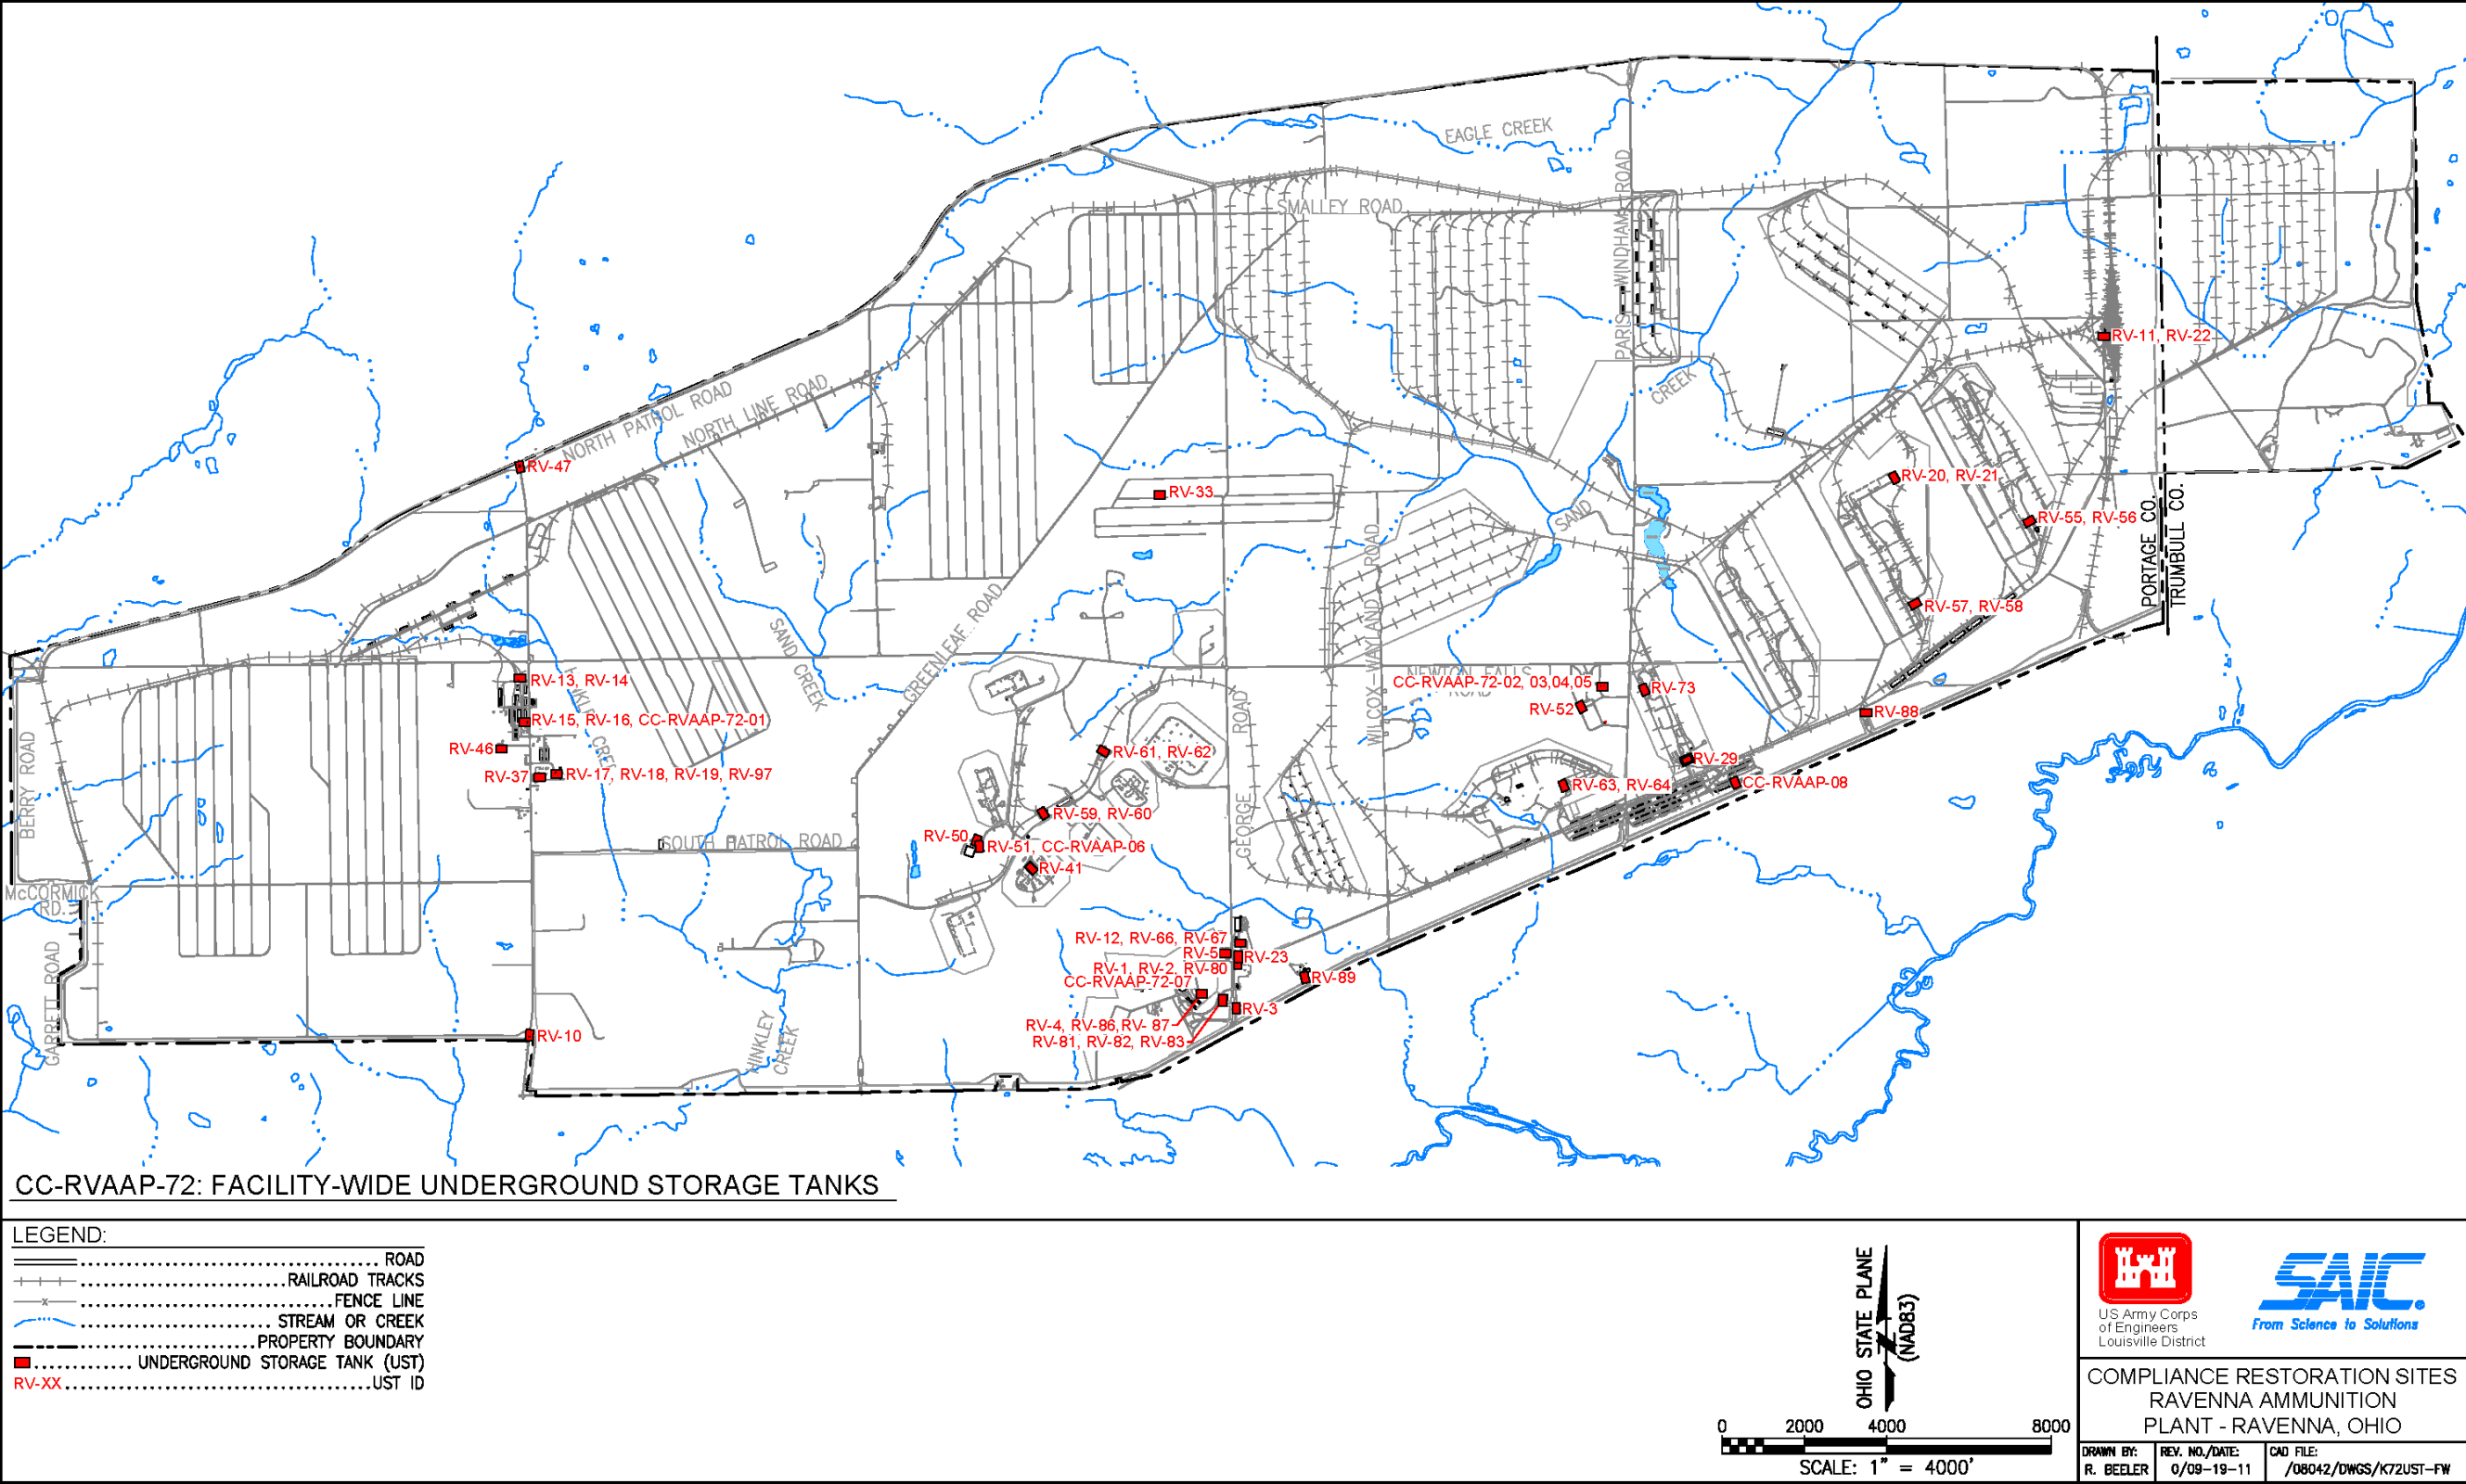 EAGLE CREEK
SMALLEY ROAD
PARIS WINDHAM ROAD
RV-11, RV-22
CREEK
NORTH PATROL ROAD
NORTH LINE ROAD
RV-47
RV-33
RV-20, RV-21
SAND
RV-55, RV-56
PORTAGE CO.
TRUMBULL CO.
WILCOX-WAYLAND ROAD
RV-57, RV-58
SAND CREEK
GREENLEAF ROAD
NEWTON FALLS
ROAD
CC-RVAAP-72-02, 03,04,05
RV-73
RV-13, RV-14
RV-52
RV-88
RV-15, RV-16, CC-RVAAP-72-01
RV-46
RV-61, RV-62
RV-29
RV-37
RV-17, RV-18, RV-19, RV-97
RV-63, RV-64
CC-RVAAP-08
BERRY ROAD
GEORGE ROAD
RV-59, RV-60
SOUTH PATROL ROAD
RV-50
RV-51, CC-RVAAP-06
RV-41
McCORMICK
RD.
RV-12, RV-66, RV-67
RV-5
RV-23
RV-1, RV-2, RV-80
CC-RVAAP-72-07
RV-89
GARRETT ROAD
RV-3
RV-4, RV-86, RV- 87
RV-81, RV-82, RV-83
RV-10
HINKLEY
CREEK
CC-RVAAP-72: FACILITY-WIDE UNDERGROUND STORAGE TANKS
LEGEND:
ROAD
RAILROAD TRACKS
x FENCE LINE
STREAM OR CREEK
PROPERTY BOUNDARY
UNDERGROUND STORAGE TANK (UST)
RV-XX UST ID
OHIO STATE PLANE
(NAD83)
N
0 2000 4000 8000
SCALE: 1" = 4000'
US Army Corps
of Engineers
Louisville District
SAIC
From Science to Solutions
COMPLIANCE RESTORATION SITES
RAVENNA AMMUNITION
PLANT - RAVENNA, OHIO
DRAWN BY:
R. BEELER
REV. NO./DATE:
0/09-19-11
CAD FILE:
/08042/DWGS/K72UST-FW